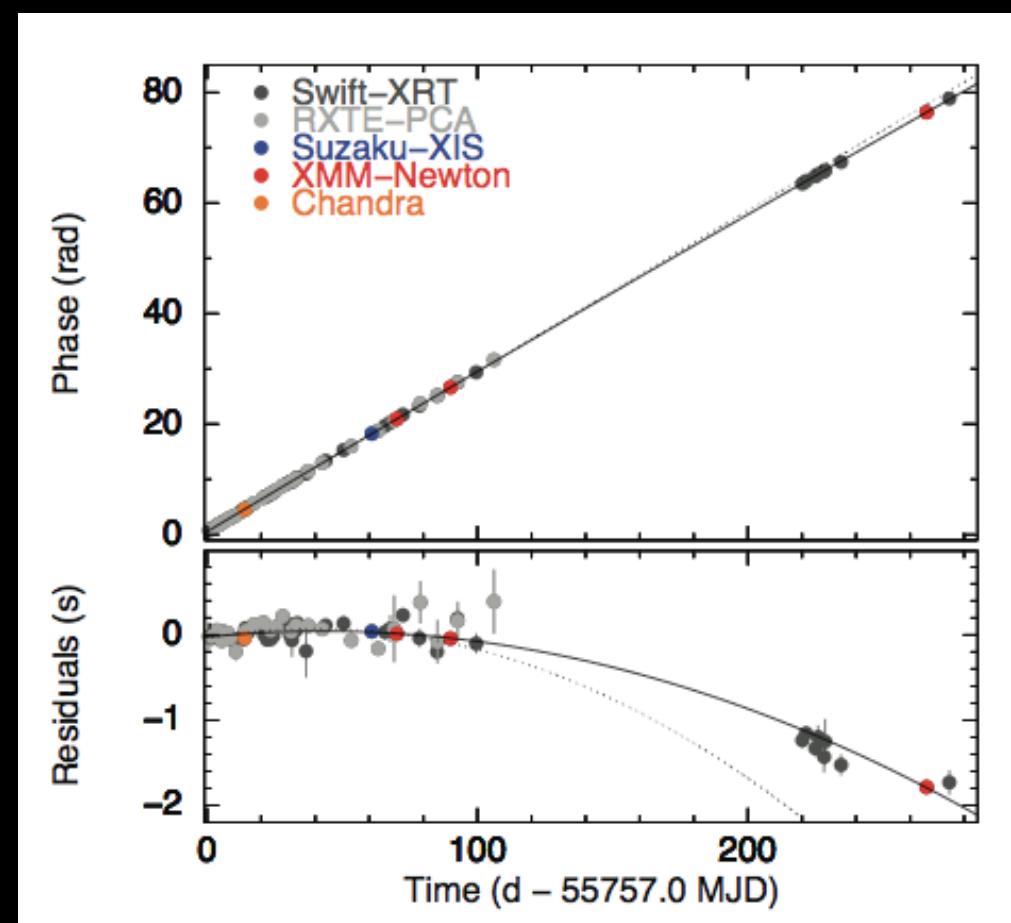 80
60
40
20
0
Phase (rad)
Swift-XRT
RXTE-PCA
Suzaku-XIS
XMM-Newton
Chandra
0
-1
-2
Residuals (s)
0 100 200
Time (d - 55757.0 MJD)